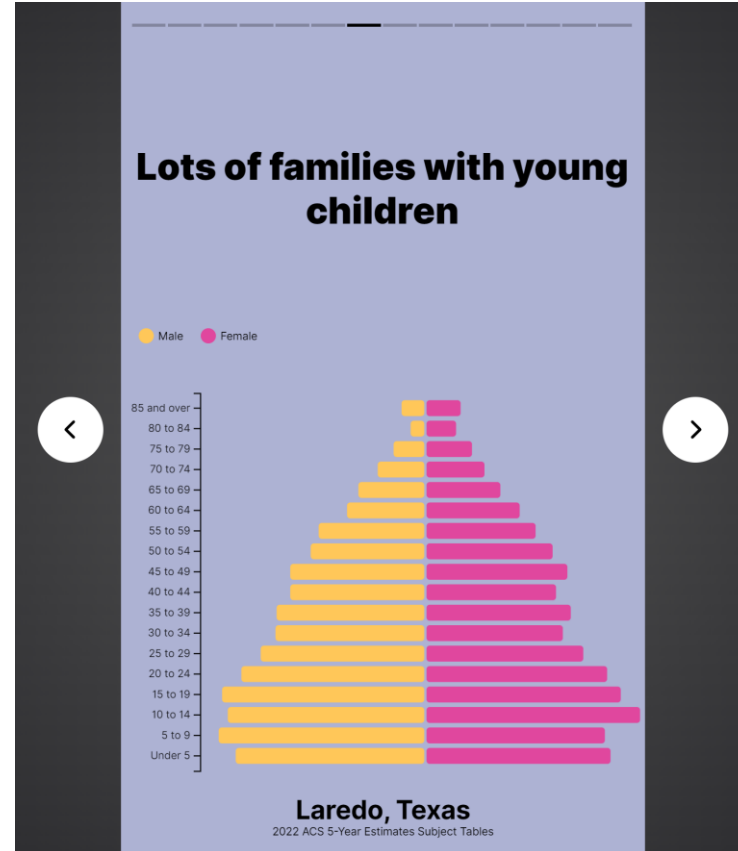 Lots of families with young
children
Male Female
85 and over
80 to 84
75 to 79
70 to 74
65 to 69
60 to 64
55 to 59
50 to 54
45 to 49
40 to 44
35 to 39
30 to 34
25 to 29
20 to 24
15 to 19
10 to 14
5 to 9
Under 5
Laredo, Texas
2022 ACS 5-Year Estimates Subject Tables